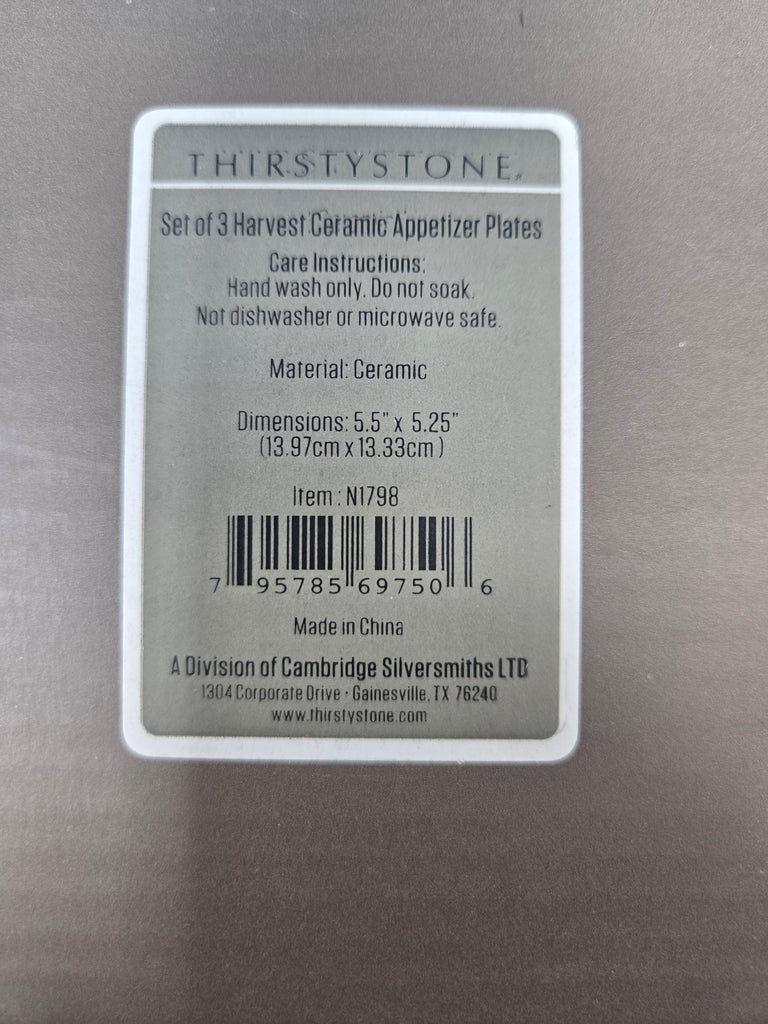 THIRSTYSTONE®
Set of 3 Harvest Ceramic Appetizer Plates
Care Instructions:
Hand wash only. Do not soak.
Not dishwasher or microwave safe.
Material: Ceramic
Dimensions: 5.5" x 5.25"
(13.97cm x 13.33cm )
Item : N1798
7 95785 69750 6
Made in China
A Division of Cambridge Silversmiths LTD
1304 Corporate Drive · Gainesville, TX 76240
www.thirstystone.com